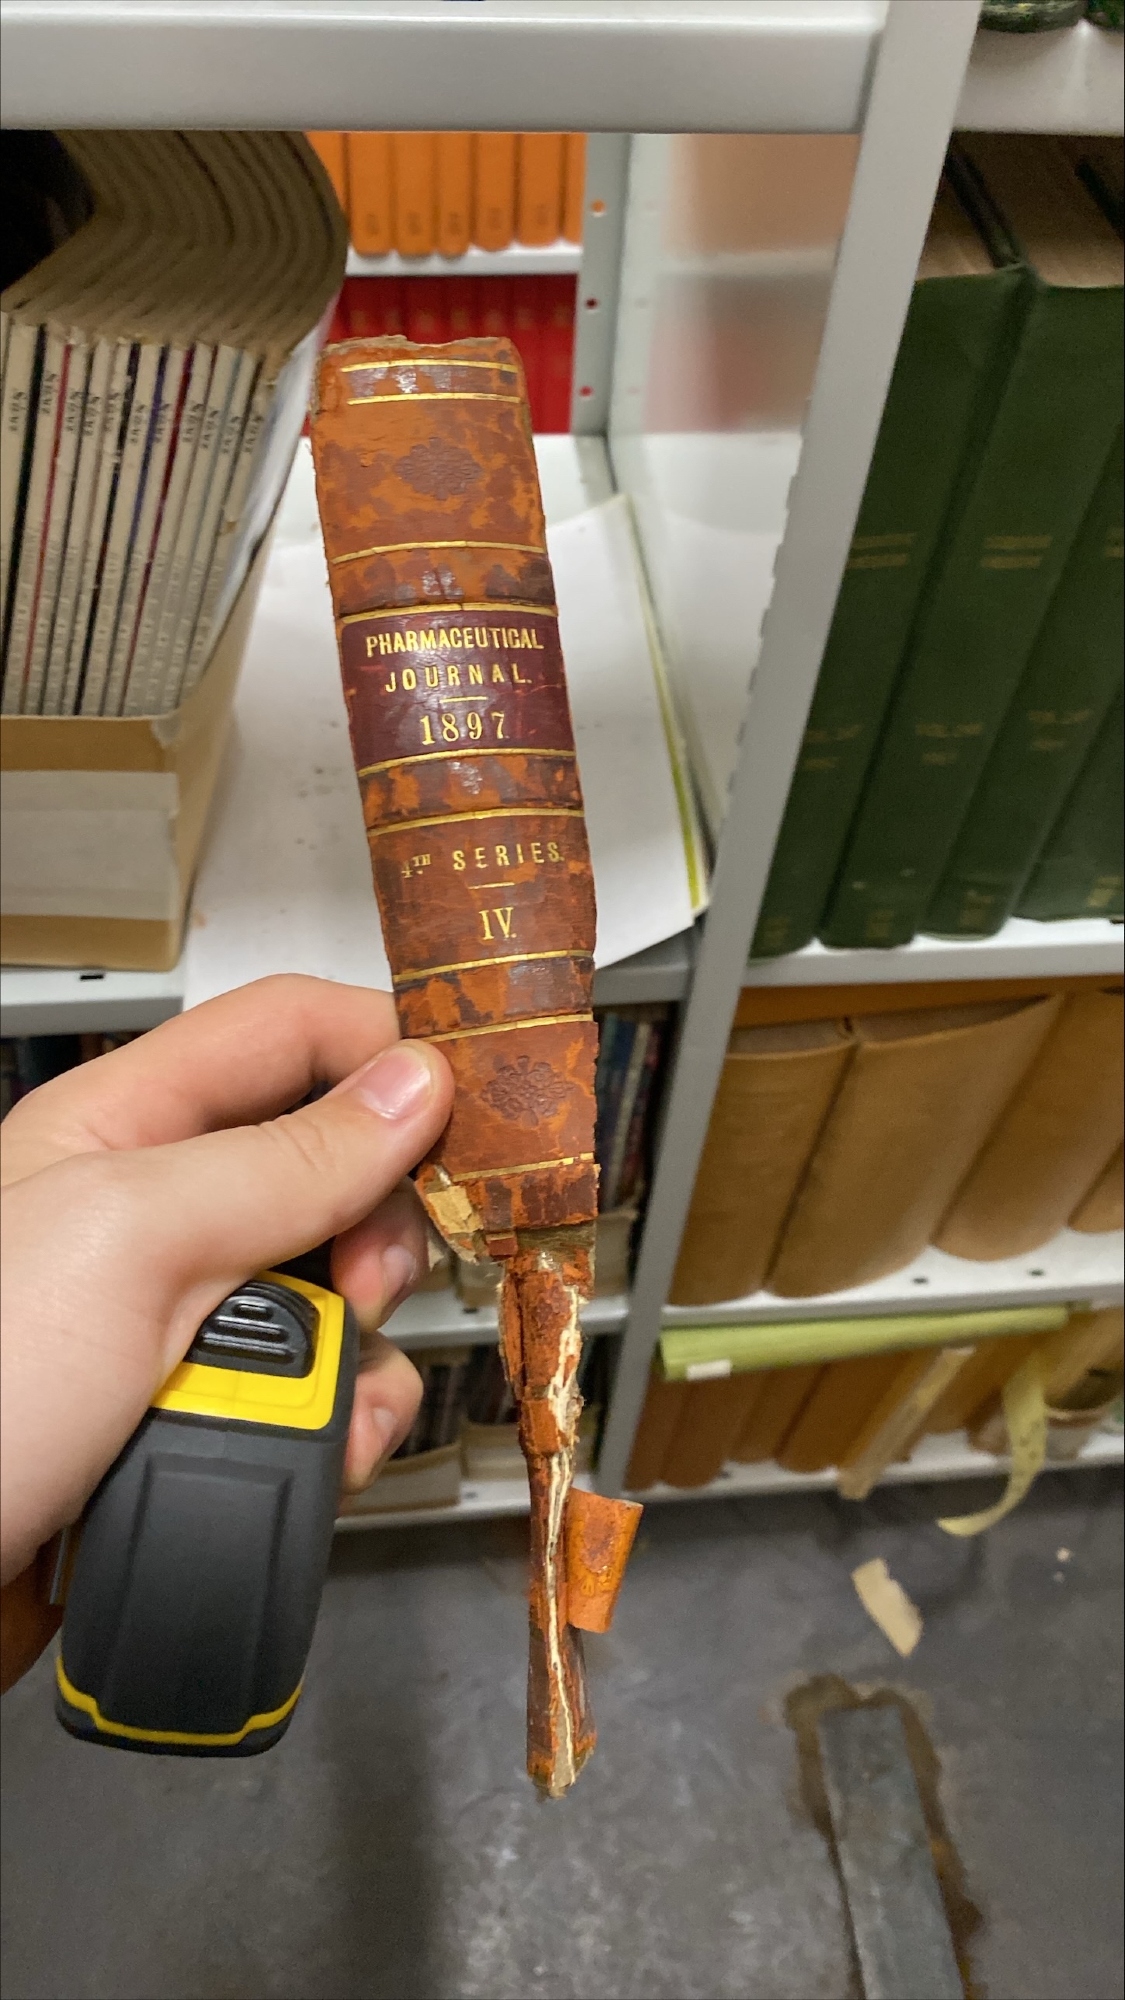 PHARMACEUTICAL
JOURNAL.
1897
4TH SERIES.
IV.